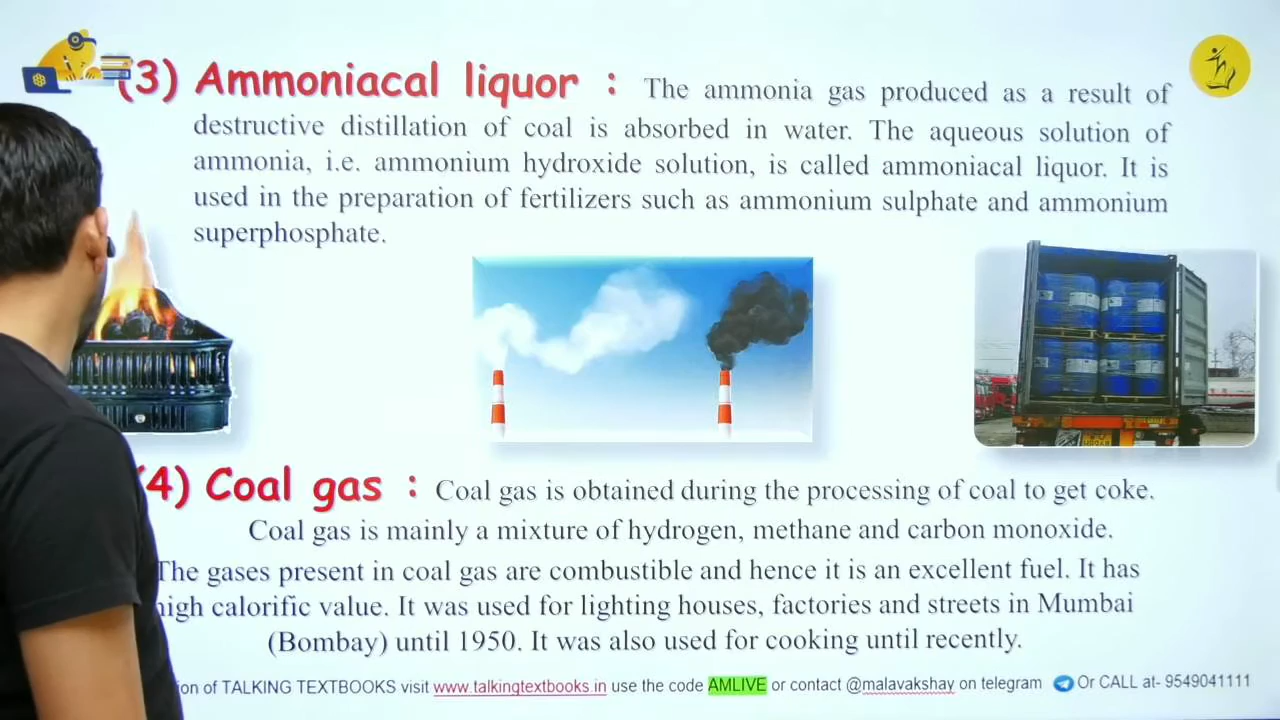 (3) Ammoniacal liquor : The ammonia gas produced as a result of
destructive distillation of coal is absorbed in water. The aqueous solution of
ammonia, i.e. ammonium hydroxide solution, is called ammoniacal liquor. It is
used in the preparation of fertilizers such as ammonium sulphate and ammonium
superphosphate.
(4) Coal gas : Coal gas is obtained during the processing of coal to get coke.
Coal gas is mainly a mixture of hydrogen, methane and carbon monoxide.
The gases present in coal gas are combustible and hence it is an excellent fuel. It has
high calorific value. It was used for lighting houses, factories and streets in Mumbai
(Bombay) until 1950. It was also used for cooking until recently.
of TALKING TEXTBOOKS visit www.talkingtextbooks.in use the code AMLIVE or contact @malavakshay on telegram Or CALL at- 9549041111